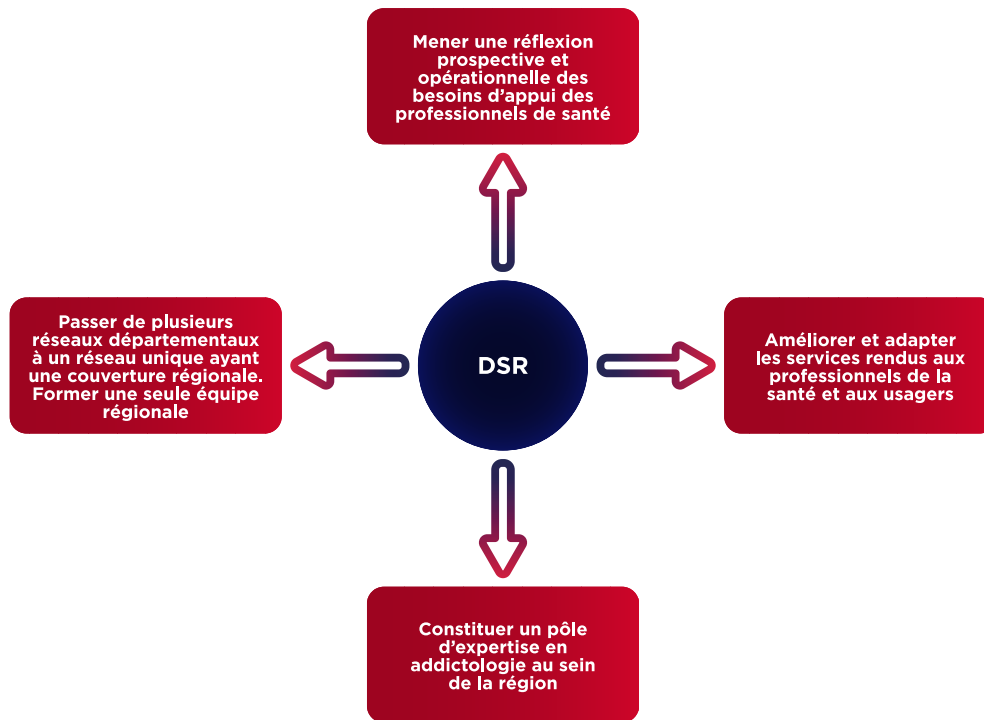 Mener une réflexion
prospective et
opérationnelle des
besoins d'appui des
professionnels de santé
Passer de plusieurs
réseaux départementaux
à un réseau unique ayant
une couverture régionale.
Former une seule équipe
régionale
DSR
Améliorer et adapter
les services rendus aux
professionnels de la
santé et aux usagers
Constituer un pôle
d'expertise en
addictologie au sein
de la région